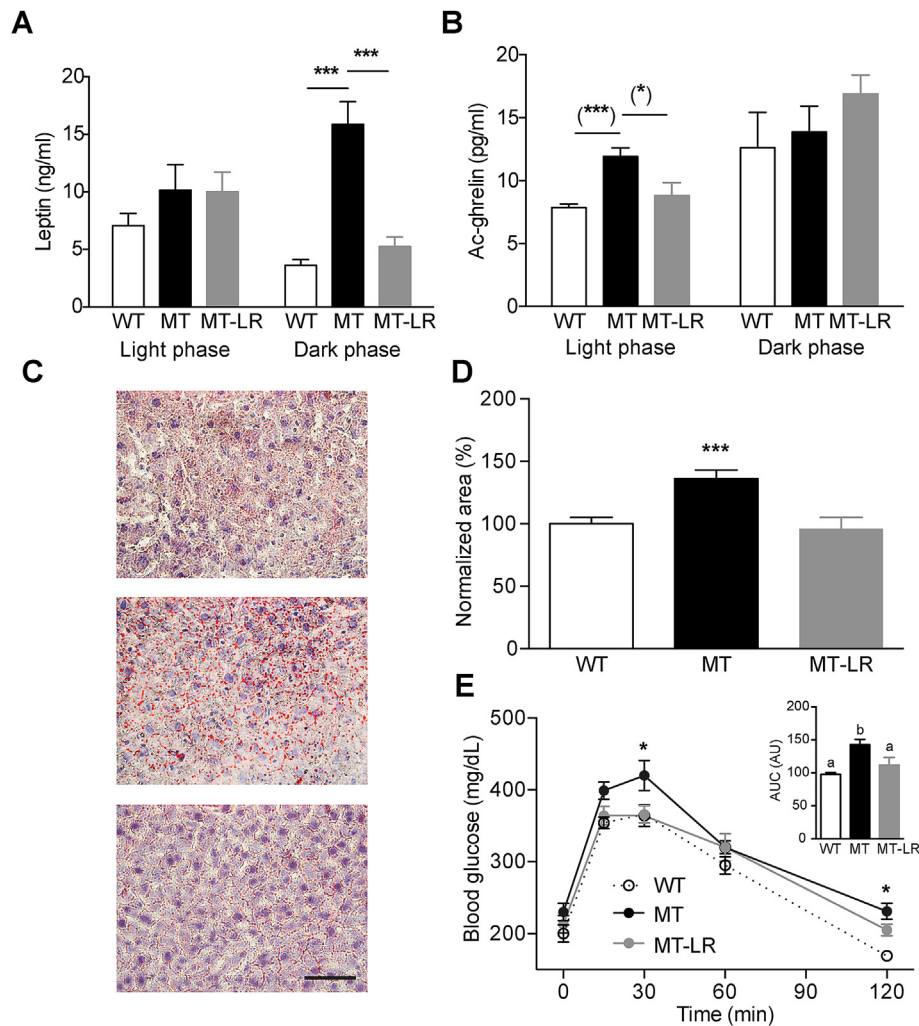 A
Leptin (ng/ml)
20
15
10
5
0
*** ***
WT MT MT-LR WT MT MT-LR
Light phase Dark phase
B
Ac-ghrelin (pg/ml)
20
15
10
5
0
(***) (*)
WT MT MT-LR WT MT MT-LR
Light phase Dark phase
C
D
Normalized area (%)
200
150
100
50
0
***
WT MT MT-LR
E
Blood glucose (mg/dL)
500
400
300
200
*
*
WT
MT
MT-LR
0 30 60 90 120
Time (min)
AUC (AU)
200
150
100
50
0
a b a
WT MT MT-LR